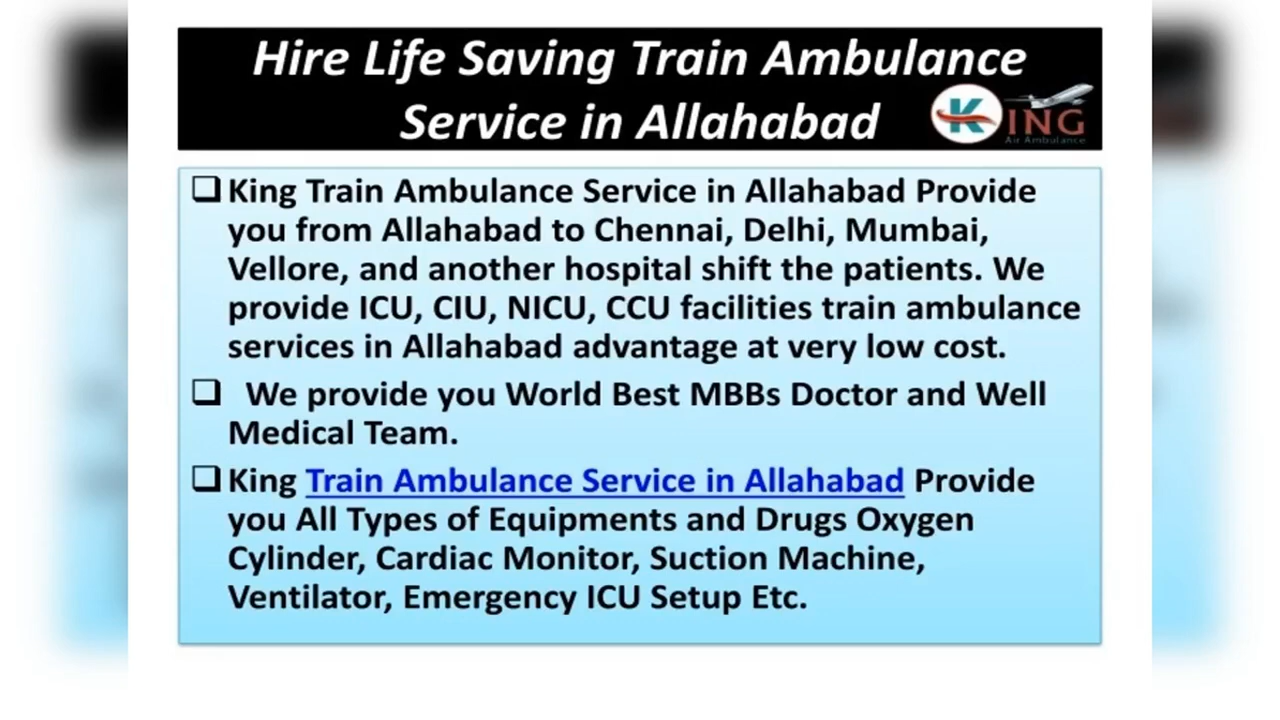 Hire Life Saving Train Ambulance
Service in Allahabad
KING
Air Ambulance
❑ King Train Ambulance Service in Allahabad Provide
you from Allahabad to Chennai, Delhi, Mumbai,
Vellore, and another hospital shift the patients. We
provide ICU, CIU, NICU, CCU facilities train ambulance
services in Allahabad advantage at very low cost.
❑ We provide you World Best MBBs Doctor and Well
Medical Team.
❑ King Train Ambulance Service in Allahabad Provide
you All Types of Equipments and Drugs Oxygen
Cylinder, Cardiac Monitor, Suction Machine,
Ventilator, Emergency ICU Setup Etc.